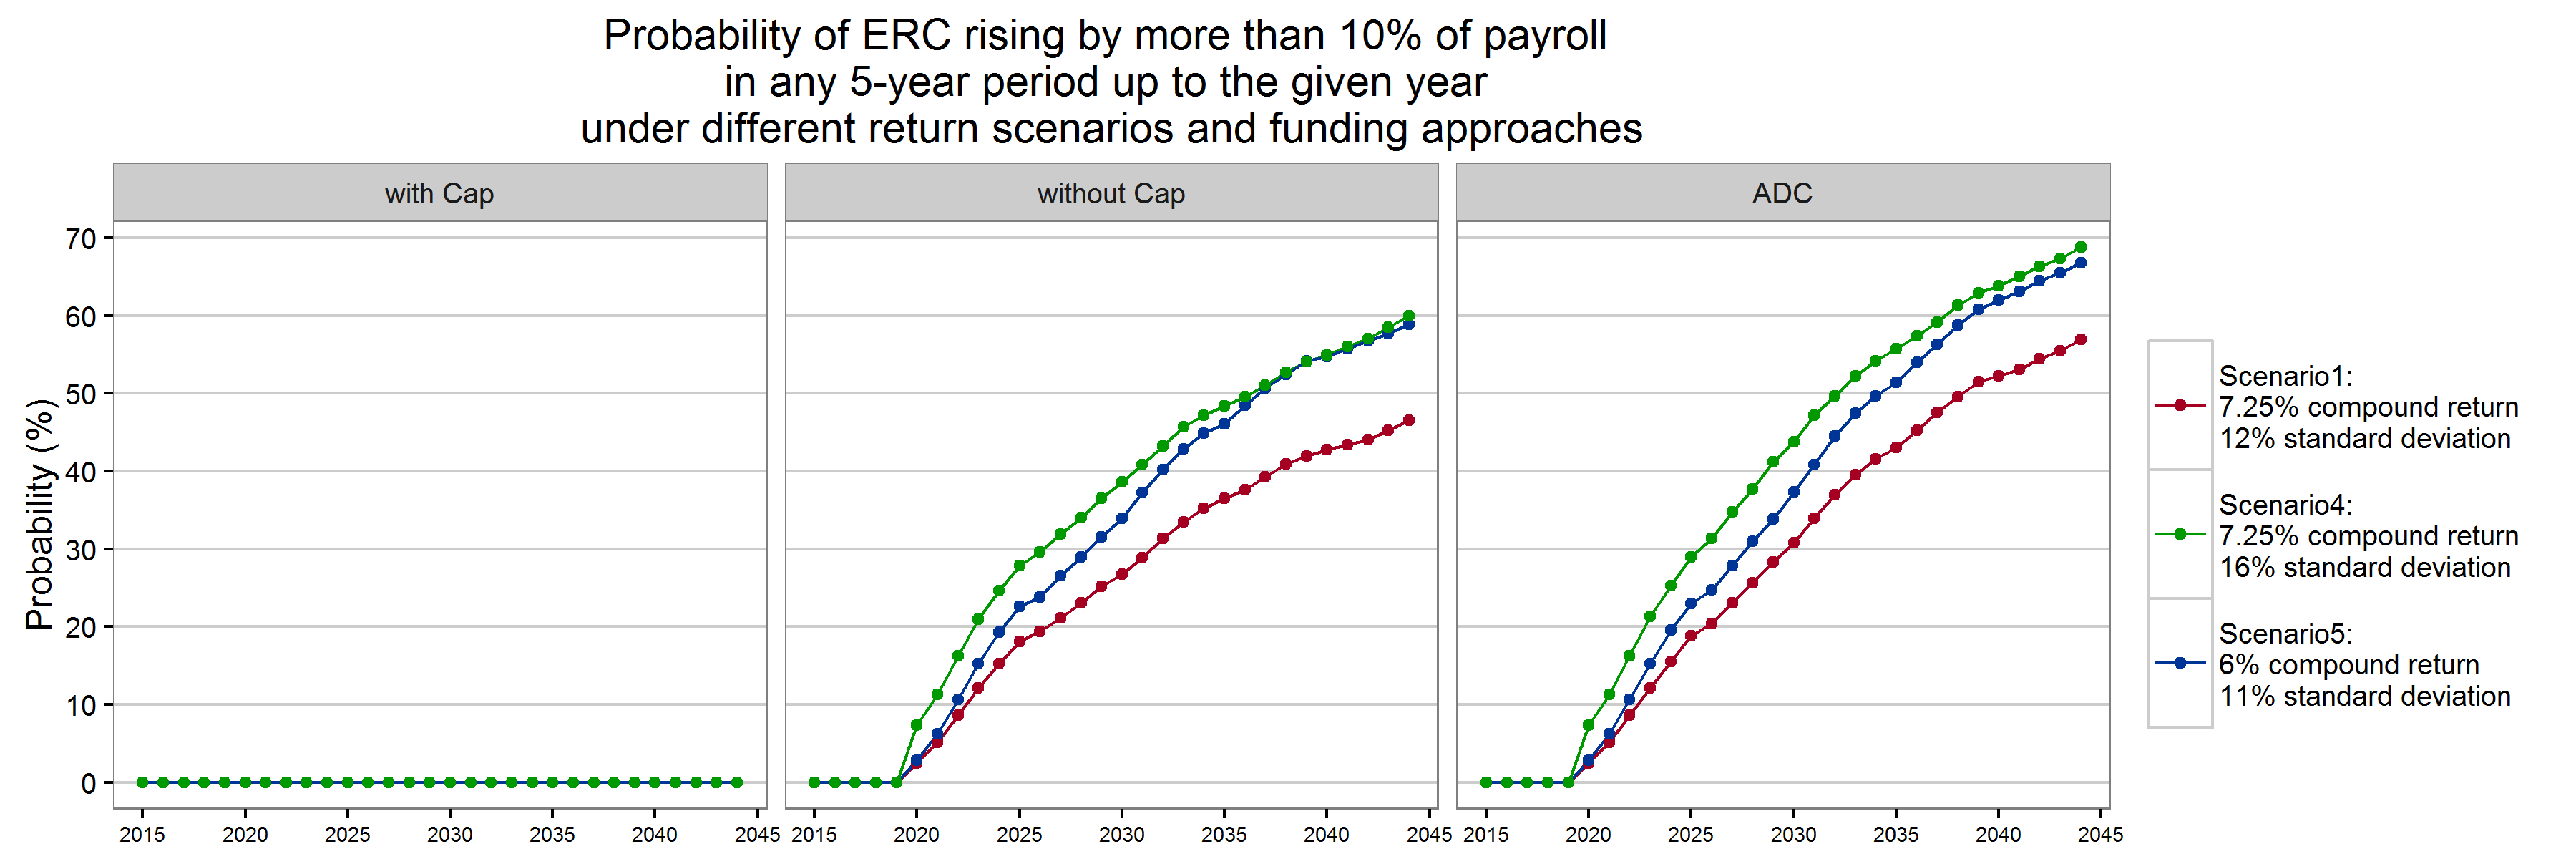 Probability of ERC rising by more than 10% of payroll
in any 5-year period up to the given year
under different return scenarios and funding approaches
with Cap
without Cap
ADC
Probability (%)
70
60
50
40
30
20
10
0
2015 2020 2025 2030 2035 2040 2045
2015 2020 2025 2030 2035 2040 2045
2015 2020 2025 2030 2035 2040 2045
Scenario1:
7.25% compound return
12% standard deviation
Scenario4:
7.25% compound return
16% standard deviation
Scenario5:
6% compound return
11% standard deviation